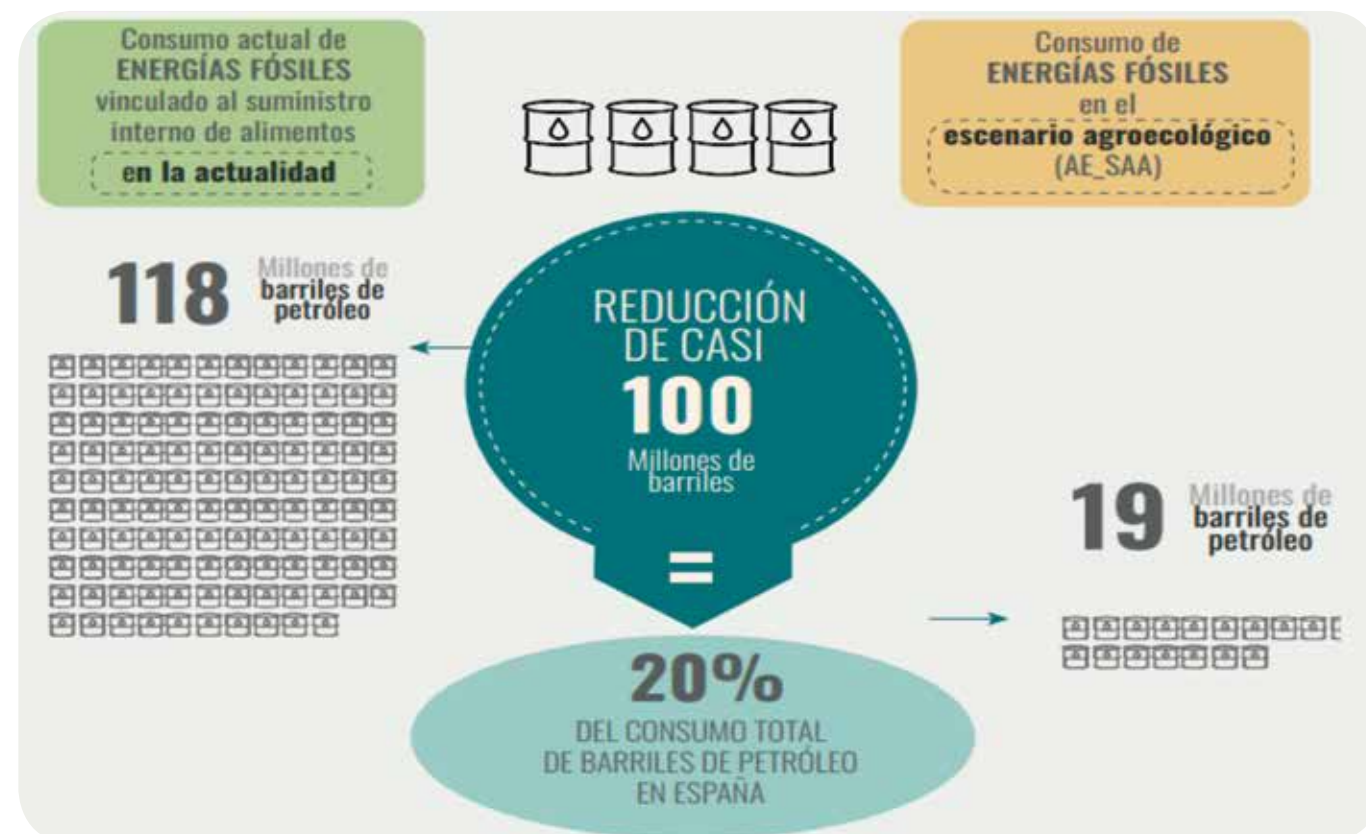 Consumo actual de
ENERGÍAS FÓSILES
vinculado al suministro
interno de alimentos
en la actualidad
Consumo de
ENERGÍAS FÓSILES
en el
escenario agroecológico
(AE_SAA)
118
Millones de
barriles de
petróleo
REDUCCIÓN
DE CASI
100
Millones de
barriles
=
19
Millones de
barriles de
petróleo
20%
DEL CONSUMO TOTAL
DE BARRILES DE PETRÓLEO
EN ESPAÑA